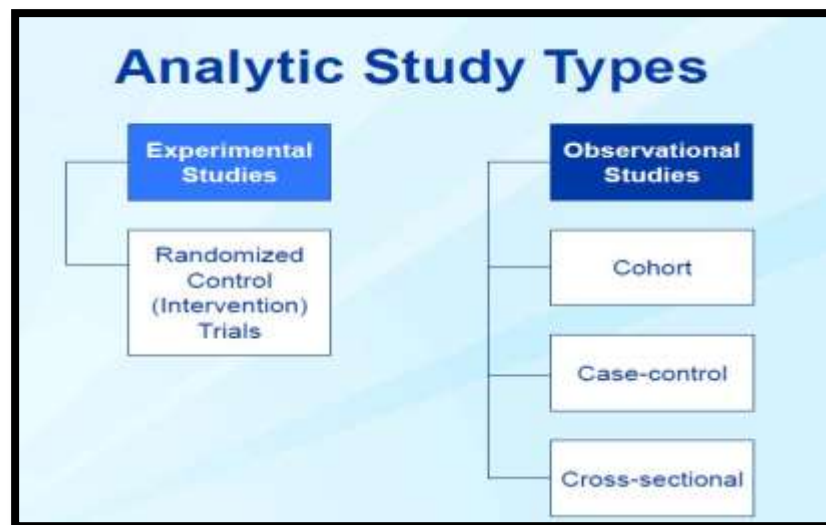 Analytic Study Types
Experimental
Studies
Randomized
Control
(Intervention)
Trials
Observational
Studies
Cohort
Case-control
Cross-sectional